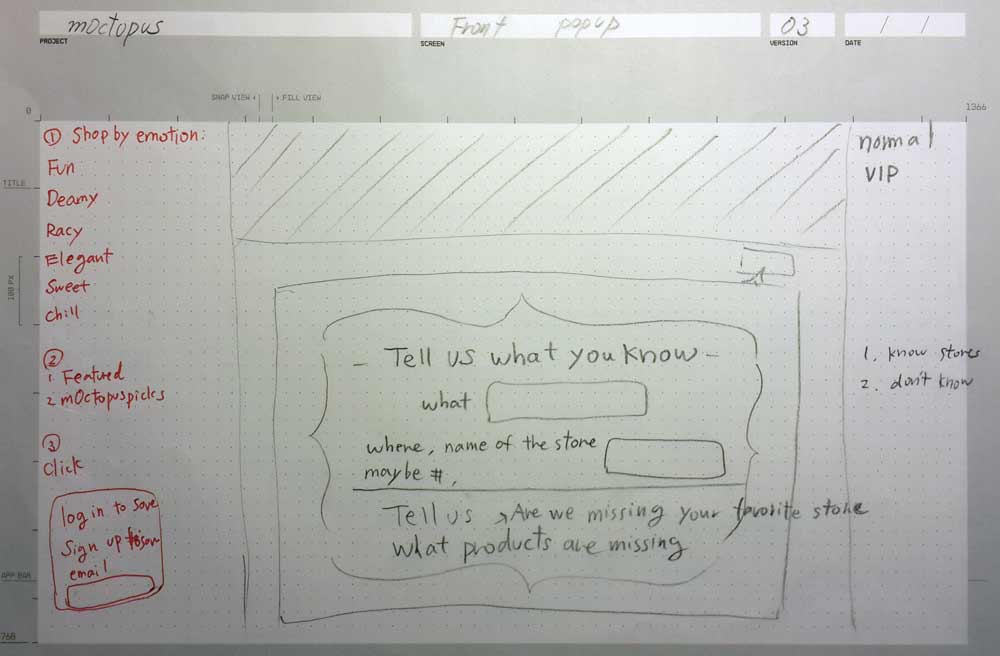 mOctopus
Front popup
03
/ /
PROJECT
SCREEN
VERSION
DATE
SNAP VIEW
FILL VIEW
0
1366
TITLE
100 PX
APP BAR
768
① Shop by emotion:
Fun
Deamy
Racy
Elegant
Sweet
chill
②
1. Featured
2 mOctopuspicks
③
Click
log in to save
Sign up to save
email
Tell us what you know
what
where, name of the store
maybe #,
Tell us → Are we missing your favorite store
what products are missing
normal
VIP
1. know stores
2. don't know